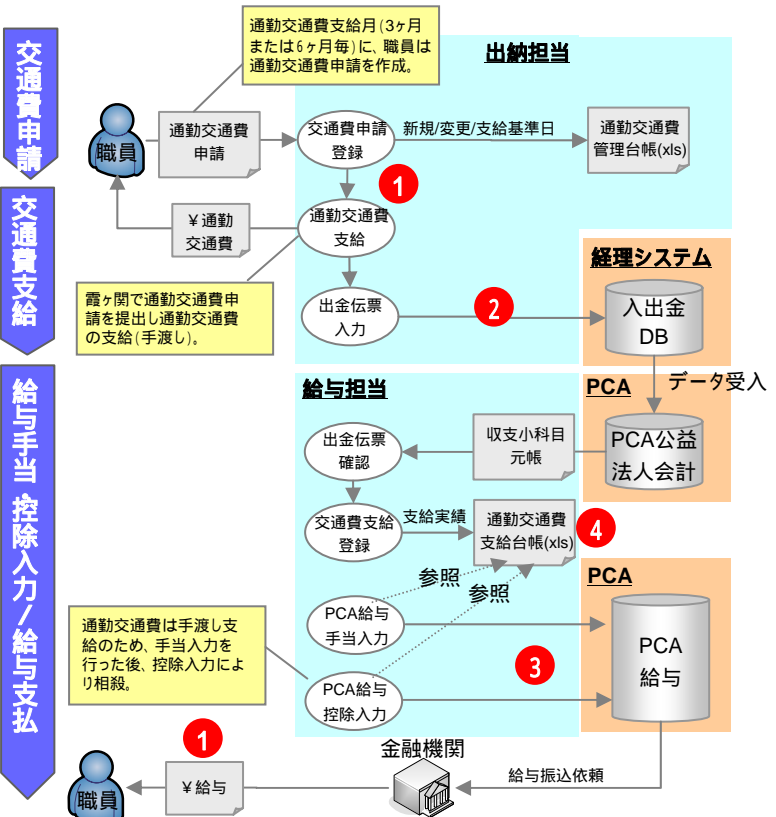 通勤交通費支給月(3ヶ月
または6ヶ月毎)に、職員は
通勤交通費申請を作成。
交通費申請
出納担当
職員
通勤交通費
申請
交通費申請
登録
新規/変更/支給基準日
通勤交通費
管理台帳(xls)
1
交通費支給
¥通勤
交通費
通勤交通費
支給
霞ヶ関で通勤交通費申
請を提出し通勤交通費
の支給(手渡し)。
出金伝票
入力
2
経理システム
入出金
DB
データ受入
給与手当、控除入力/給与支払
給与担当
PCA
出金伝票
確認
収支小科目
元帳
PCA公益
法人会計
交通費支給
登録
支給実績
通勤交通費
支給台帳(xls)
4
参照
参照
PCA
PCA給与
手当入力
通勤交通費は手渡し支
給のため、手当入力を
行った後、控除入力によ
り相殺。
3
PCA
給与
PCA給与
控除入力
1
金融機関
職員
¥給与
給与振込依頼